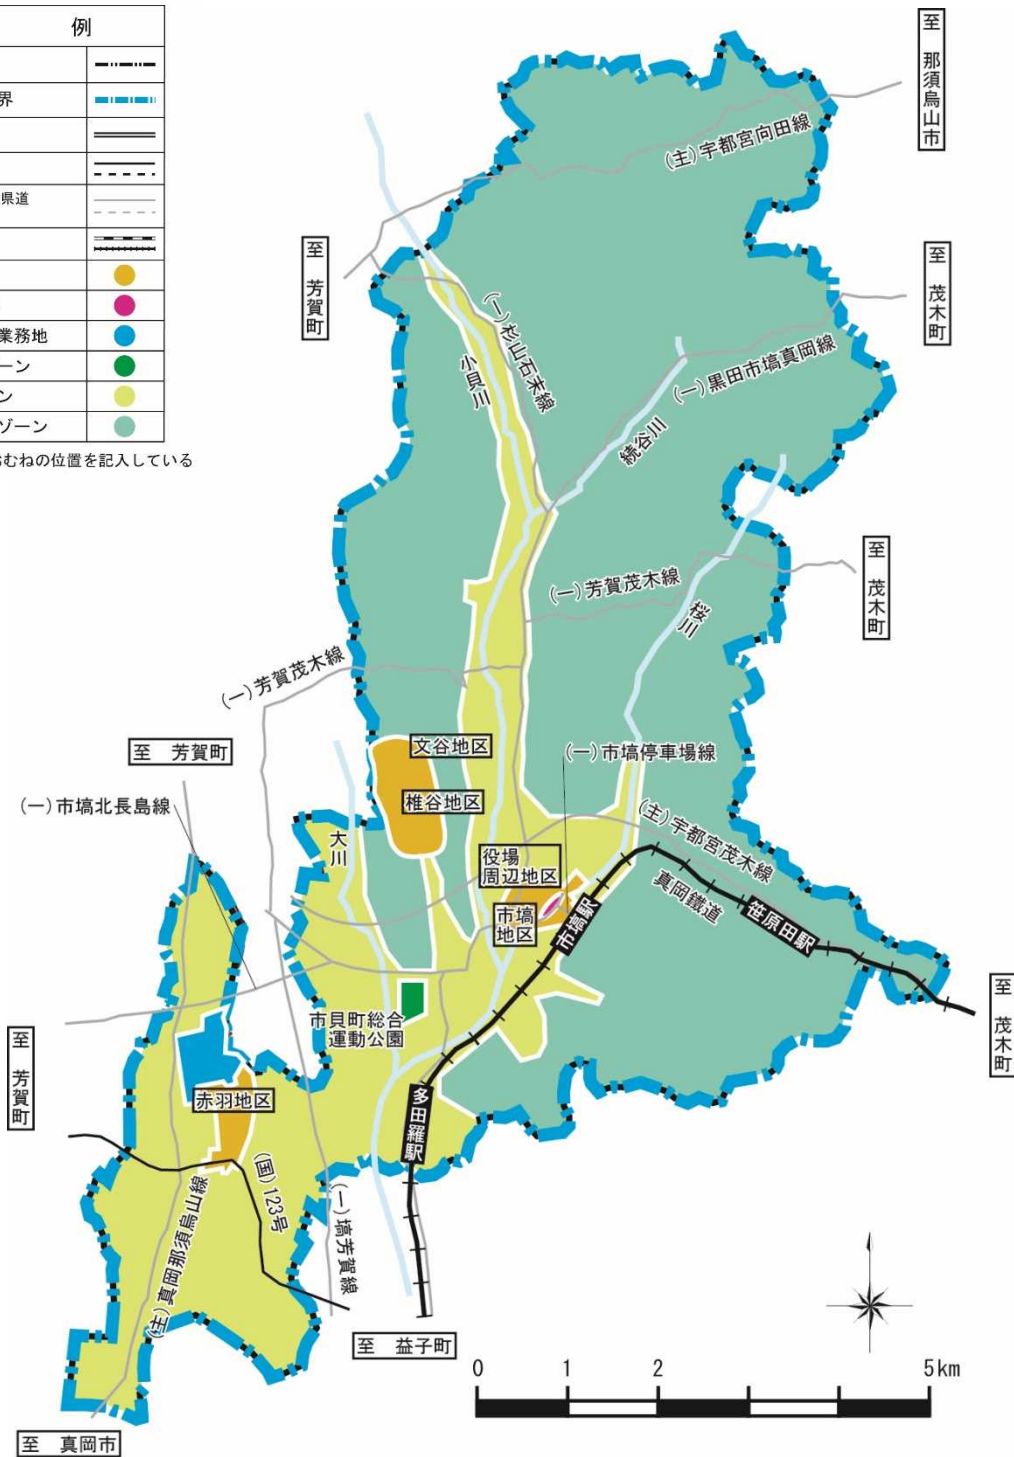 例
界
県道
業務地
ーン
ン
ゾーン
むねの位置を記入している
至 那須烏山市
(主)宇都宮向田線
至 芳賀町
至 茂木町
(一)杉山石末線
小貝川
(一)黒田市塙真岡線
続谷川
至 茂木町
(一)芳賀茂木線
桜川
(一)芳賀茂木線
至 芳賀町
文谷地区
(一)市塙停車場線
(一)市塙北長島線
椎谷地区
大川
(主)宇都宮茂木線
役場
周辺地区
真岡鐵道
市塙
地区
市塙駅
笹原田駅
至 茂木町
市貝町総合
運動公園
至 芳賀町
赤羽地区
多田羅駅
(国)123号
(主)真岡那須烏山線
(一)塙芳賀線
至 益子町
0 1 2 5km
至 真岡市